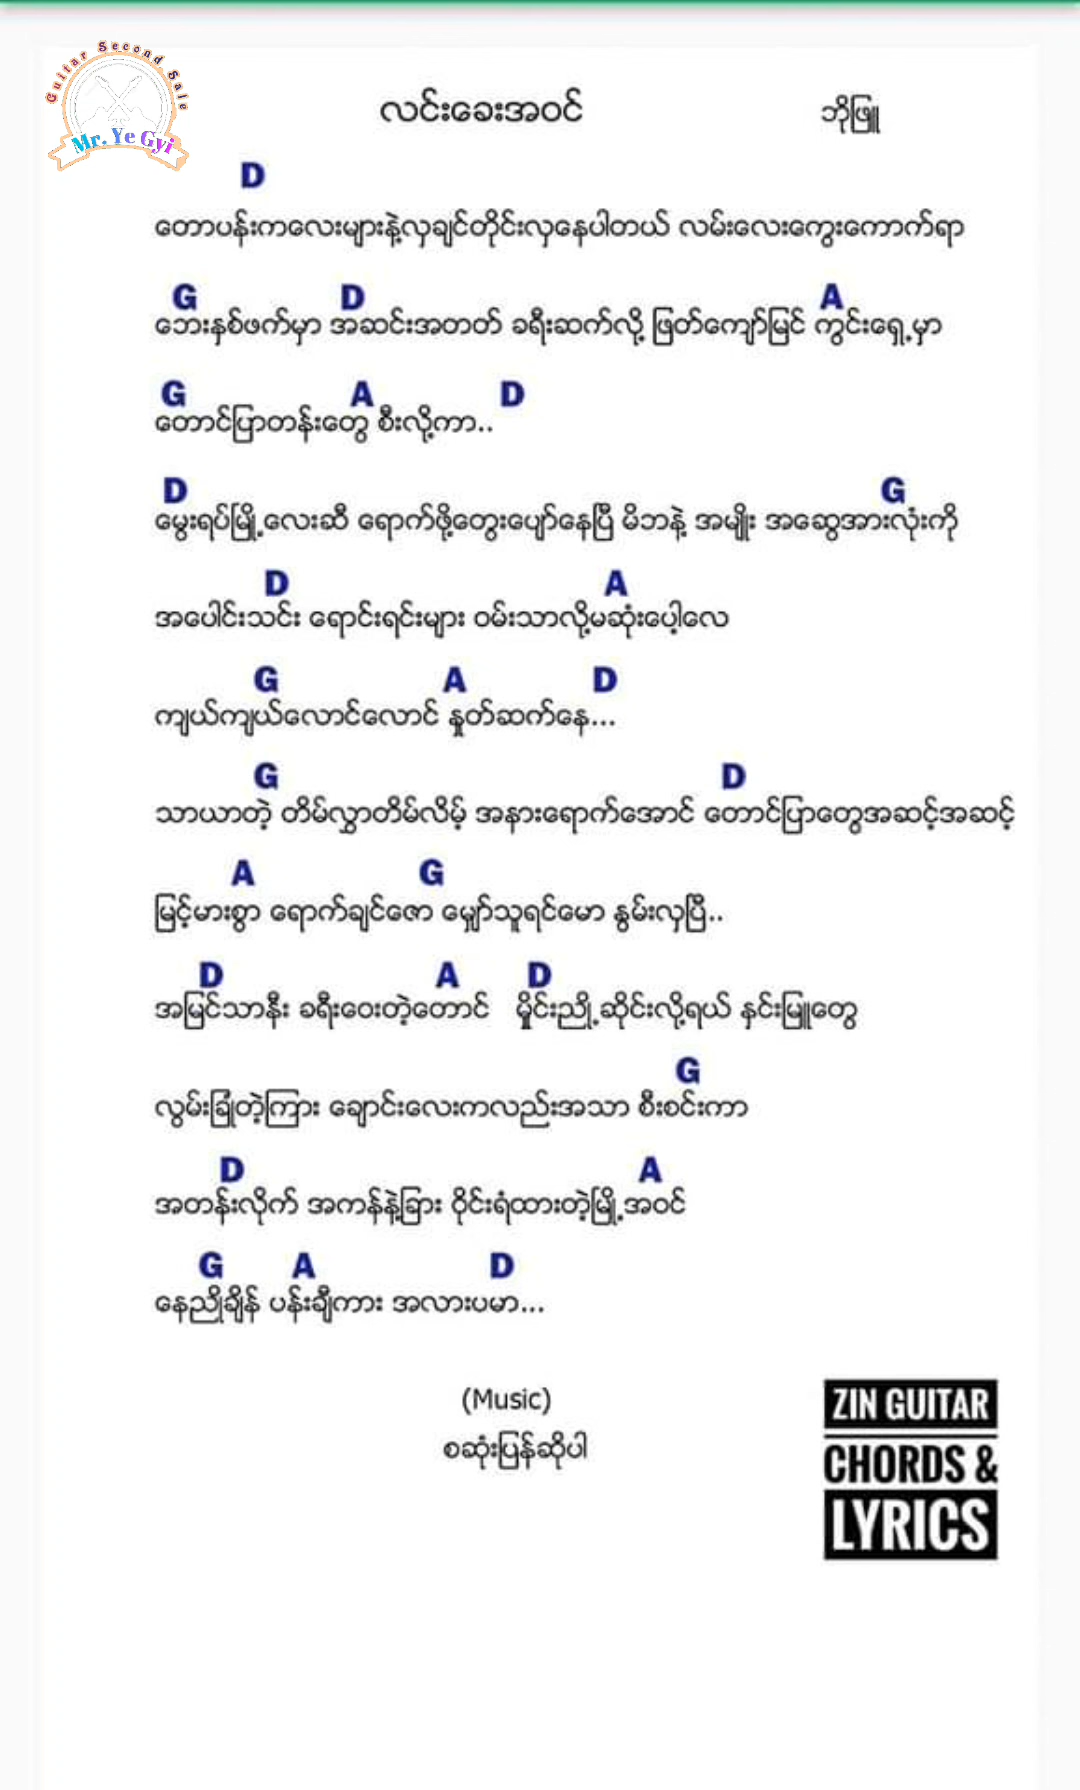 Guitar Second Sale
Mr. Ye Gyi
လင်းခေးအဝင် ဘိုဖြူ
D
တောပန်းကလေးများနဲ့လှချင်တိုင်းလှနေပါတယ် လမ်းလေးကွေးကောက်ရာ
G D A
ဘေးနှစ်ဖက်မှာ အဆင်းအတတ် ခရီးဆက်လို့ ဖြတ်ကျော်မြင် ကွင်းရှေ့မှာ
G A D
တောင်ပြာတန်းတွေ စီးလို့ကာ..
D G
မွေးရပ်မြို့လေးဆီ ရောက်ဖို့တွေးပျော်နေပြီ မိဘနဲ့ အမျိုး အဆွေအားလုံးကို
D A
အပေါင်းသင်း ရောင်းရင်းများ ဝမ်းသာလို့မဆုံးပေါ့လေ
G A D
ကျယ်ကျယ်လောင်လောင် နှုတ်ဆက်နေ...
G D
သာယာတဲ့ တိမ်လွှာတိမ်လိမ့် အနားရောက်အောင် တောင်ပြာတွေအဆင့်အဆင့်
A G
မြင့်မားစွာ ရောက်ချင်ဇော မျှော်သူရင်မော နွမ်းလှပြီ..
D A D
အမြင်သာနီး ခရီးဝေးတဲ့တောင် မှိုင်းညို့ဆိုင်းလို့ရယ် နှင်းမြူတွေ
G
လွမ်းခြုံတဲ့ကြား ချောင်းလေးကလည်းအသာ စီးစင်းကာ
D A
အတန်းလိုက် အကန်နဲ့ခြား ဝိုင်းရံထားတဲ့မြို့အဝင်
G A D
နေညိုချိန် ပန်းချီကား အလားပမာ...
(Music)
စဆုံးပြန်ဆိုပါ
ZIN GUITAR
CHORDS &
LYRICS